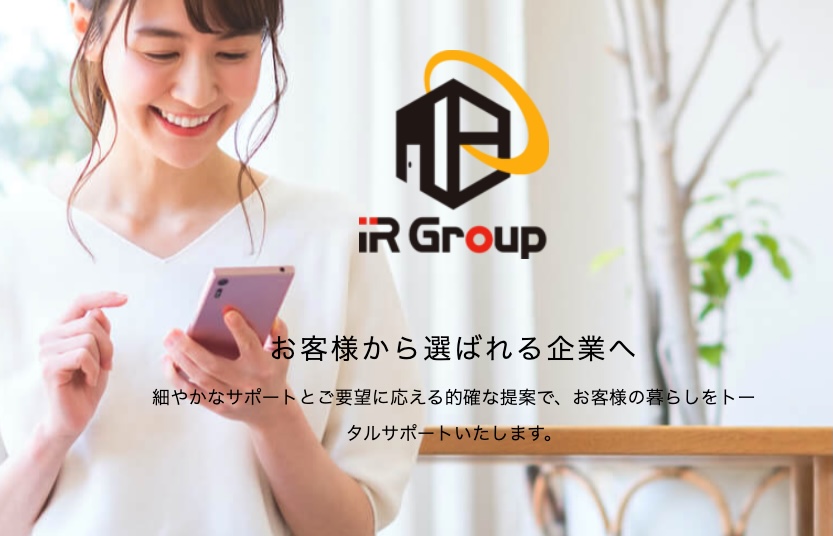 iR Group
お客様から選ばれる企業へ
細やかなサポートとご要望に応える的確な提案で、お客様の暮らしをトー
タルサポートいたします。